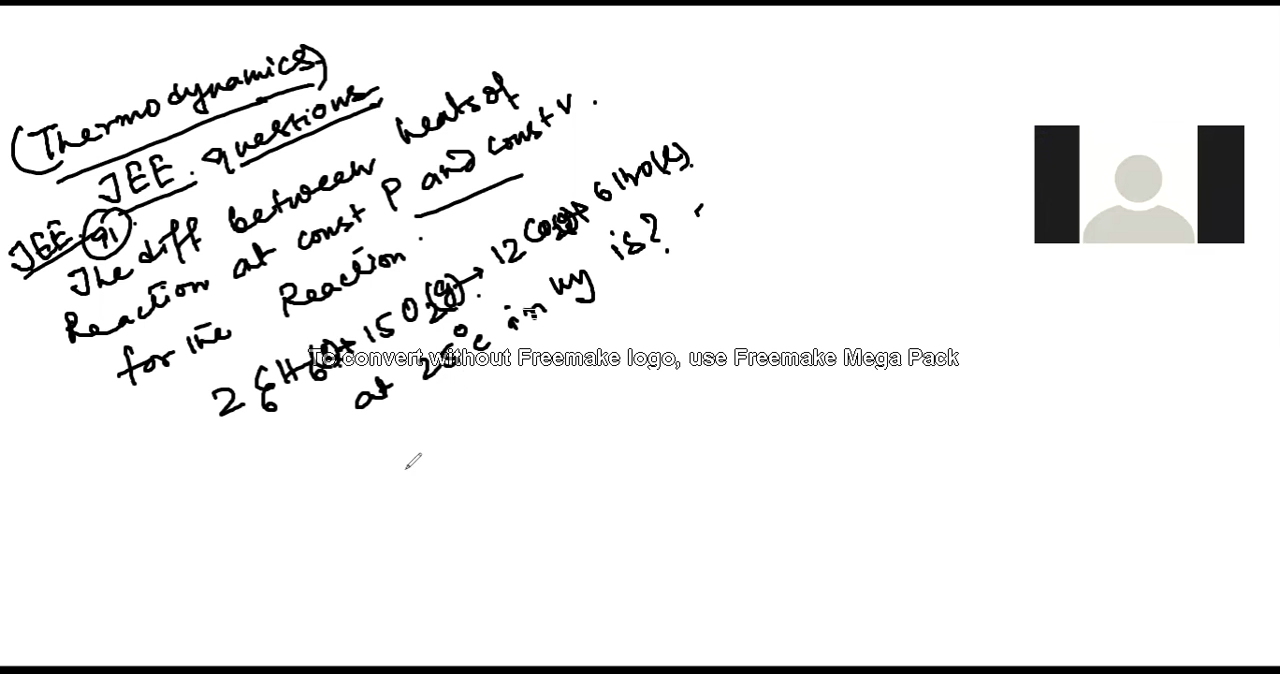 (Thermodynamics)
JEE. questions
JEE 91.
The diff between heats of
Reaction at const P and const V.
for the Reaction.
2 C6H6(l) + 15 O2(g) → 12 CO2(g) + 6 H2O(l).
at 25°C in KJ is?
To convert without Freemake logo, use Freemake Mega Pack